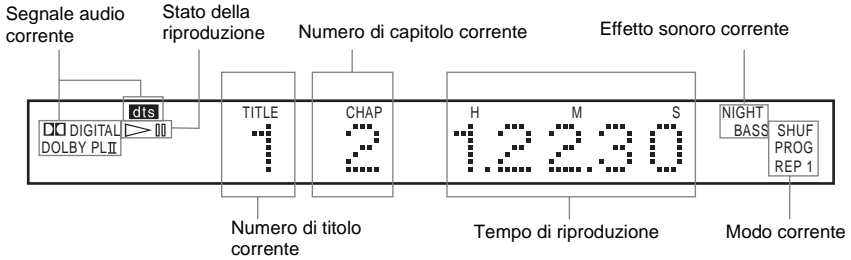 Segnale audio
corrente
Stato della
riproduzione
Numero di capitolo corrente
Effetto sonoro corrente
dts
DIGITAL
DOLBY PL II
TITLE
1
CHAP
2
H M S
1.22.30
NIGHT
BASS
SHUF
PROG
REP 1
Numero di titolo
corrente
Tempo di riproduzione
Modo corrente